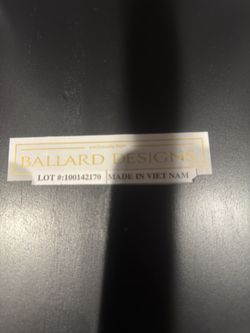 BALLARD DESIGNS
LOT #:100142170 MADE IN VIET NAM